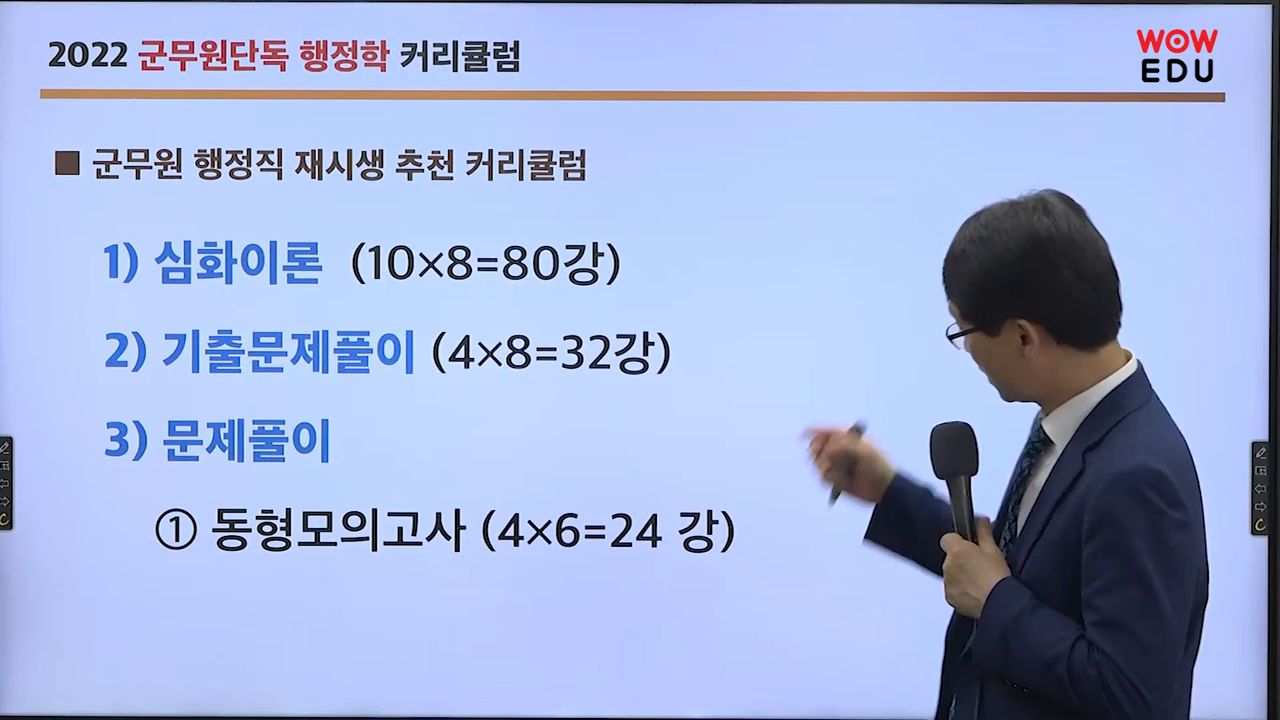 2022 군무원단독 행정학 커리큘럼
WOW
EDU
■ 군무원 행정직 재시생 추천 커리큘럼
1) 심화이론 (10×8=80강)
2) 기출문제풀이 (4×8=32강)
3) 문제풀이
① 동형모의고사 (4×6=24 강)